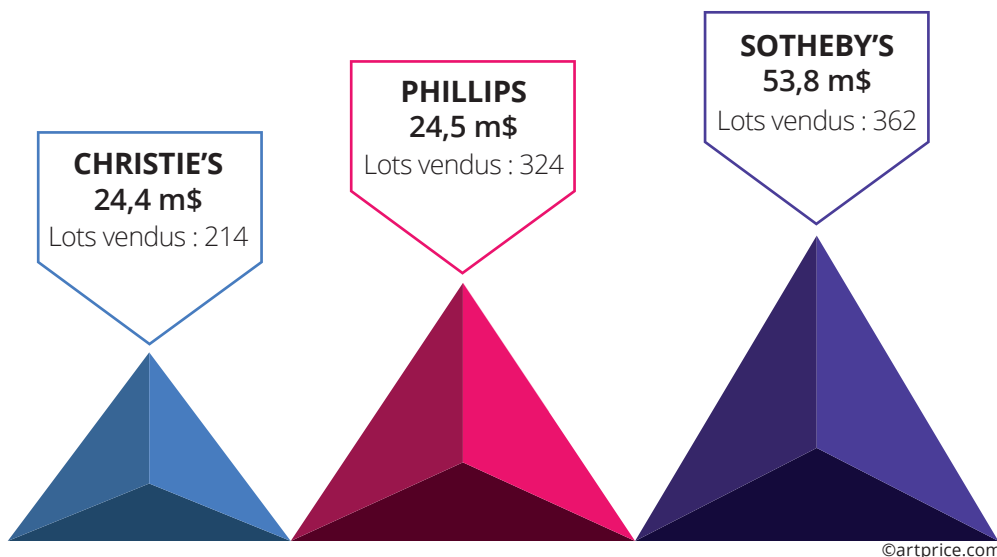 CHRISTIE’S
24,4 m$
Lots vendus : 214
PHILLIPS
24,5 m$
Lots vendus : 324
SOTHEBY’S
53,8 m$
Lots vendus : 362
©artprice.com